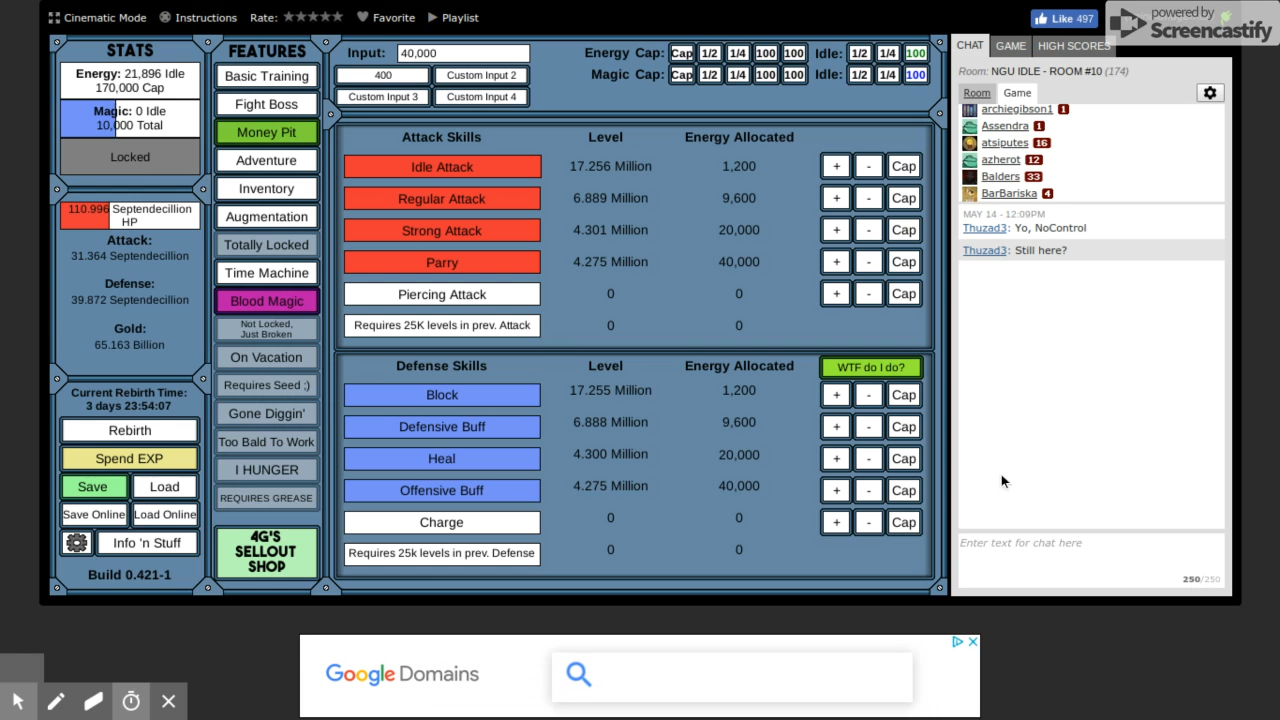 Cinematic Mode Instructions Rate: Favorite Playlist
Like 497
powered by
Screencastify
STATS
Energy: 21,896 Idle
170,000 Cap
Magic: 0 Idle
10,000 Total
Locked
110.996 Septendecillion
HP
Attack:
31.364 Septendecillion
Defense:
39.872 Septendecillion
Gold:
65.163 Billion
Current Rebirth Time:
3 days 23:54:07
Rebirth
Spend EXP
Save Load
Save Online Load Online
Info 'n Stuff
Build 0.421-1
FEATURES
Basic Training
Fight Boss
Money Pit
Adventure
Inventory
Augmentation
Totally Locked
Time Machine
Blood Magic
Not Locked,
Just Broken
On Vacation
Requires Seed ;)
Gone Diggin'
Too Bald To Work
I HUNGER
REQUIRES GREASE
4G'S
SELLOUT
SHOP
Input: 40,000
400 Custom Input 2
Custom Input 3 Custom Input 4
Energy Cap: Cap 1/2 1/4 100 100 Idle: 1/2 1/4 100
Magic Cap: Cap 1/2 1/4 100 100 Idle: 1/2 1/4 100
Attack Skills Level Energy Allocated
Idle Attack 17.256 Million 1,200 + - Cap
Regular Attack 6.889 Million 9,600 + - Cap
Strong Attack 4.301 Million 20,000 + - Cap
Parry 4.275 Million 40,000 + - Cap
Piercing Attack 0 0 + - Cap
Requires 25K levels in prev. Attack 0 0
Defense Skills Level Energy Allocated WTF do I do?
Block 17.255 Million 1,200 + - Cap
Defensive Buff 6.888 Million 9,600 + - Cap
Heal 4.300 Million 20,000 + - Cap
Offensive Buff 4.275 Million 40,000 + - Cap
Charge 0 0 + - Cap
Requires 25k levels in prev. Defense 0 0
CHAT GAME HIGH SCORES
Room: NGU IDLE - ROOM #10 (174)
Room Game
archiegibson1 1
Assendra 1
atsiputes 16
azherot 12
Balders 33
BarBariska 4
MAY 14 - 12:09PM
Thuzad3: Yo, NoControl
Thuzad3: Still here?
Enter text for chat here
250/250
Google Domains